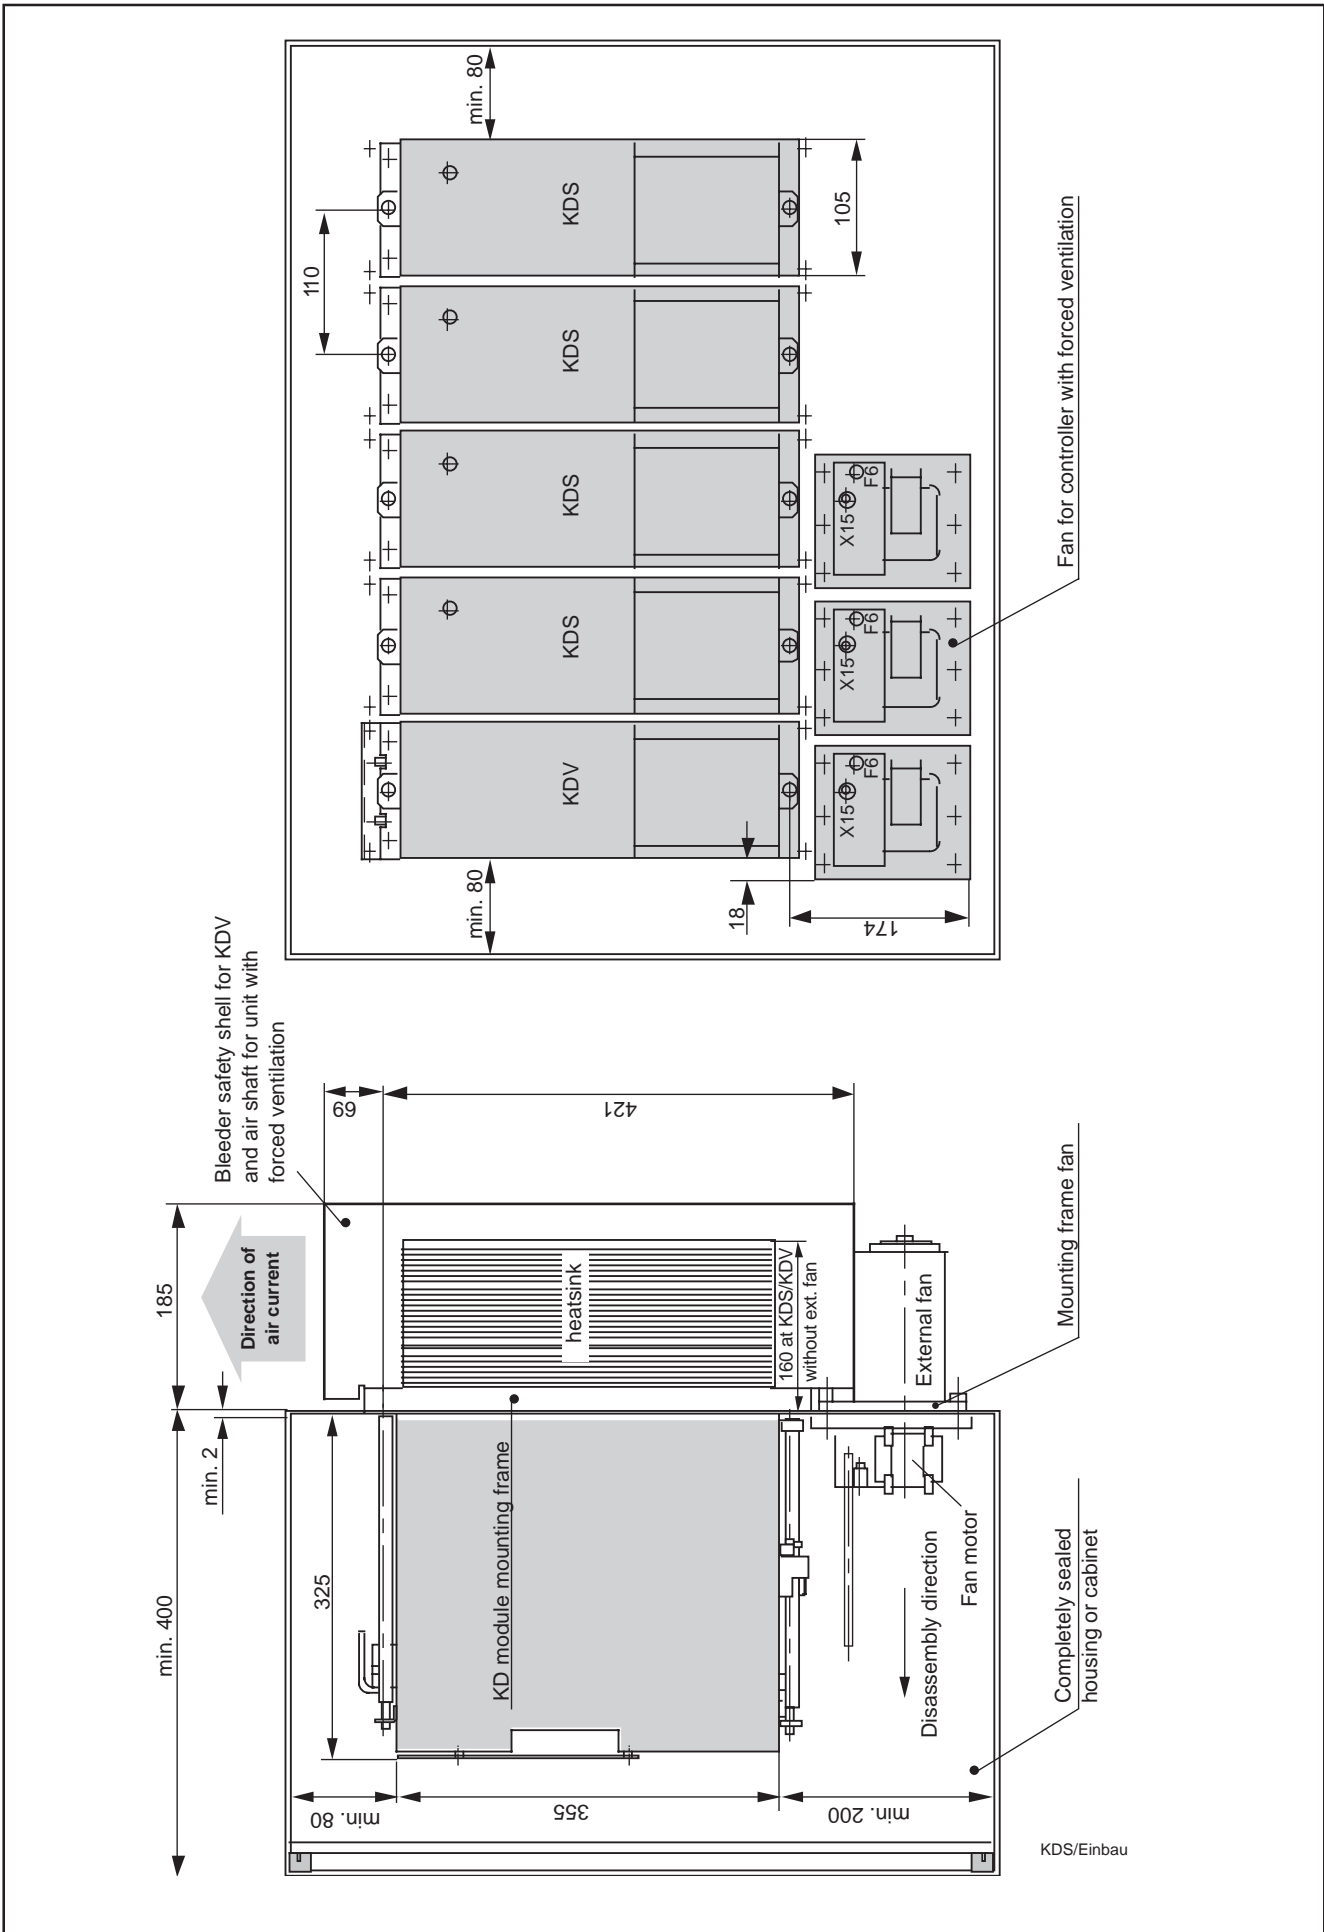 min. 400
min. 2
185
Direction of
air current
Bleeder safety shell for KDV
and air shaft for unit with
forced ventilation
69
421
325
KD module mounting frame
heatsink
160 at KDS/KDV
without ext. fan
min. 80
355
min. 200
External fan
Mounting frame fan
Fan motor
Disassembly direction
Completely sealed
housing or cabinet
KDS/Einbau
min. 80
110
min. 80
KDV
KDS
KDS
KDS
KDS
105
18
174
X15
F6
X15
F6
X15
F6
Fan for controller with forced ventilation